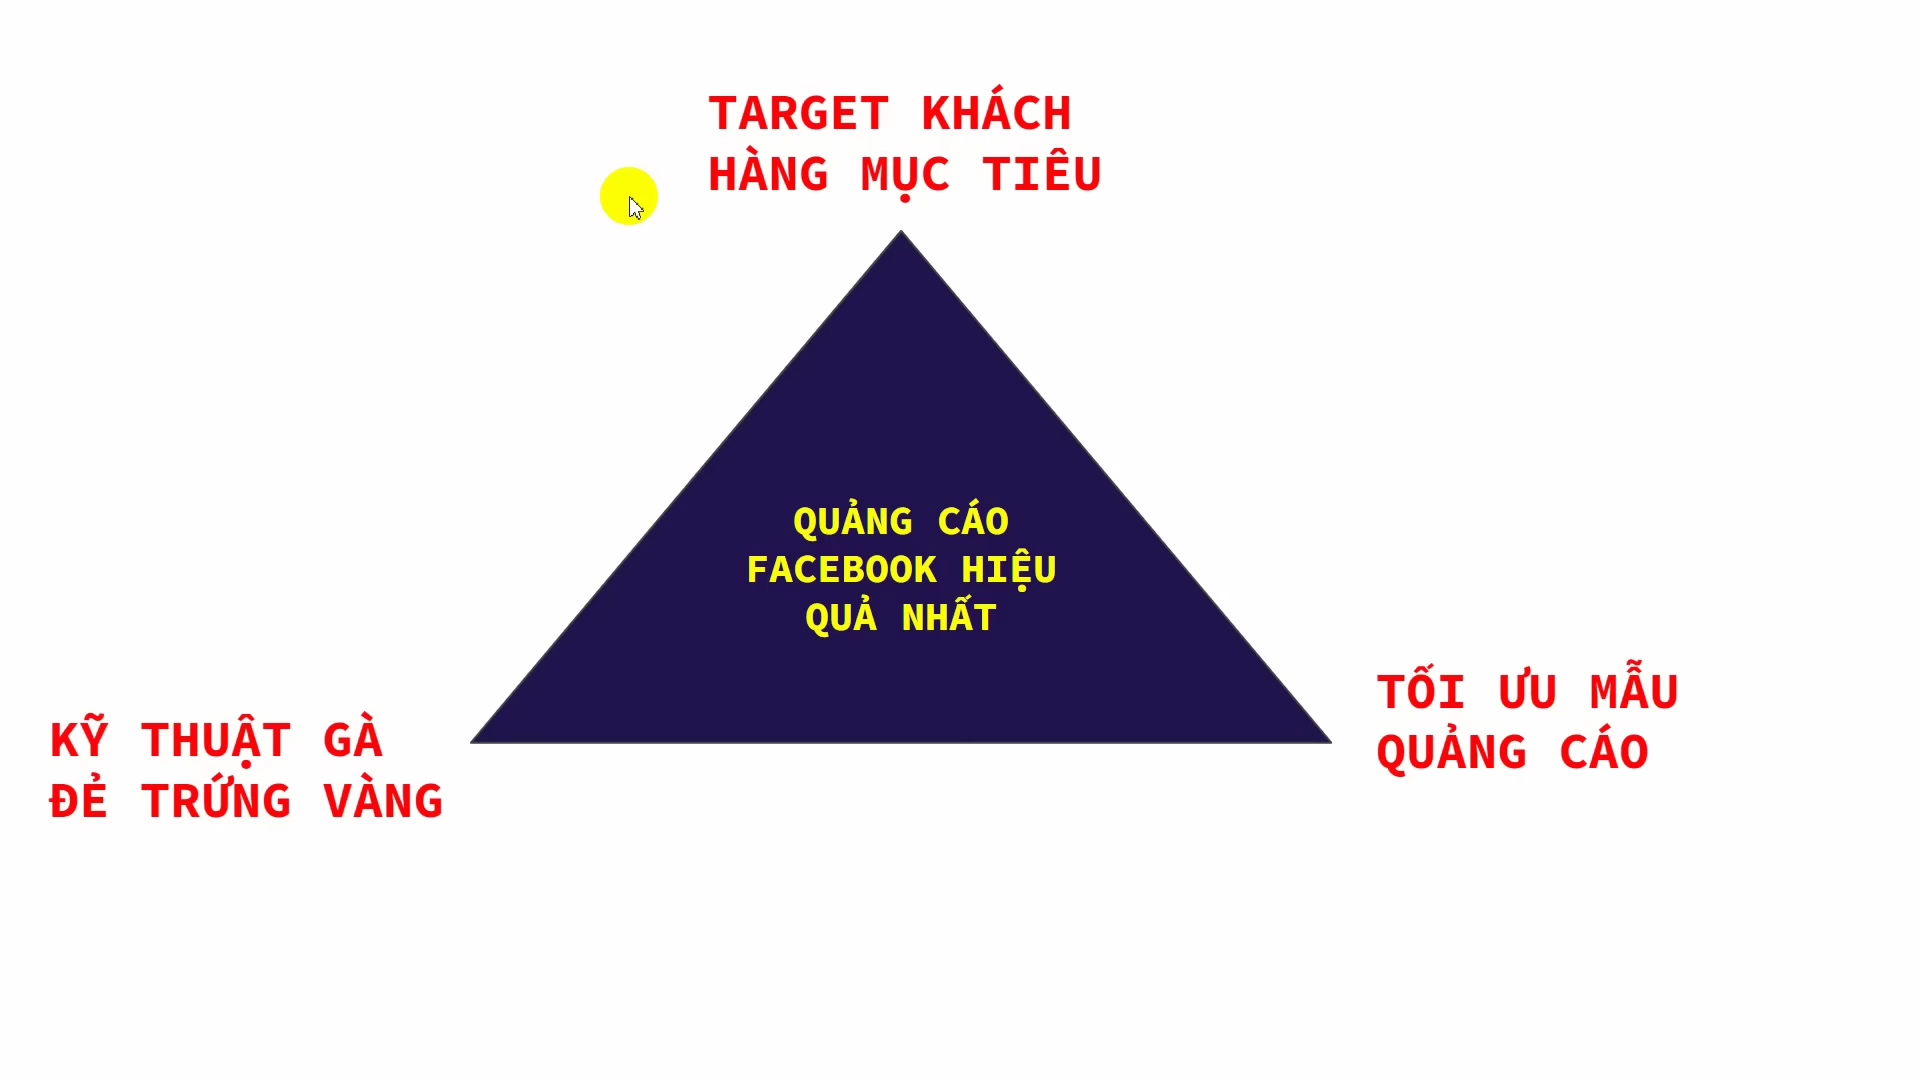 TARGET KHÁCH
HÀNG MỤC TIÊU
QUẢNG CÁO
FACEBOOK HIỆU
QUẢ NHẤT
KỸ THUẬT GÀ
ĐẺ TRỨNG VÀNG
TỐI ƯU MẪU
QUẢNG CÁO